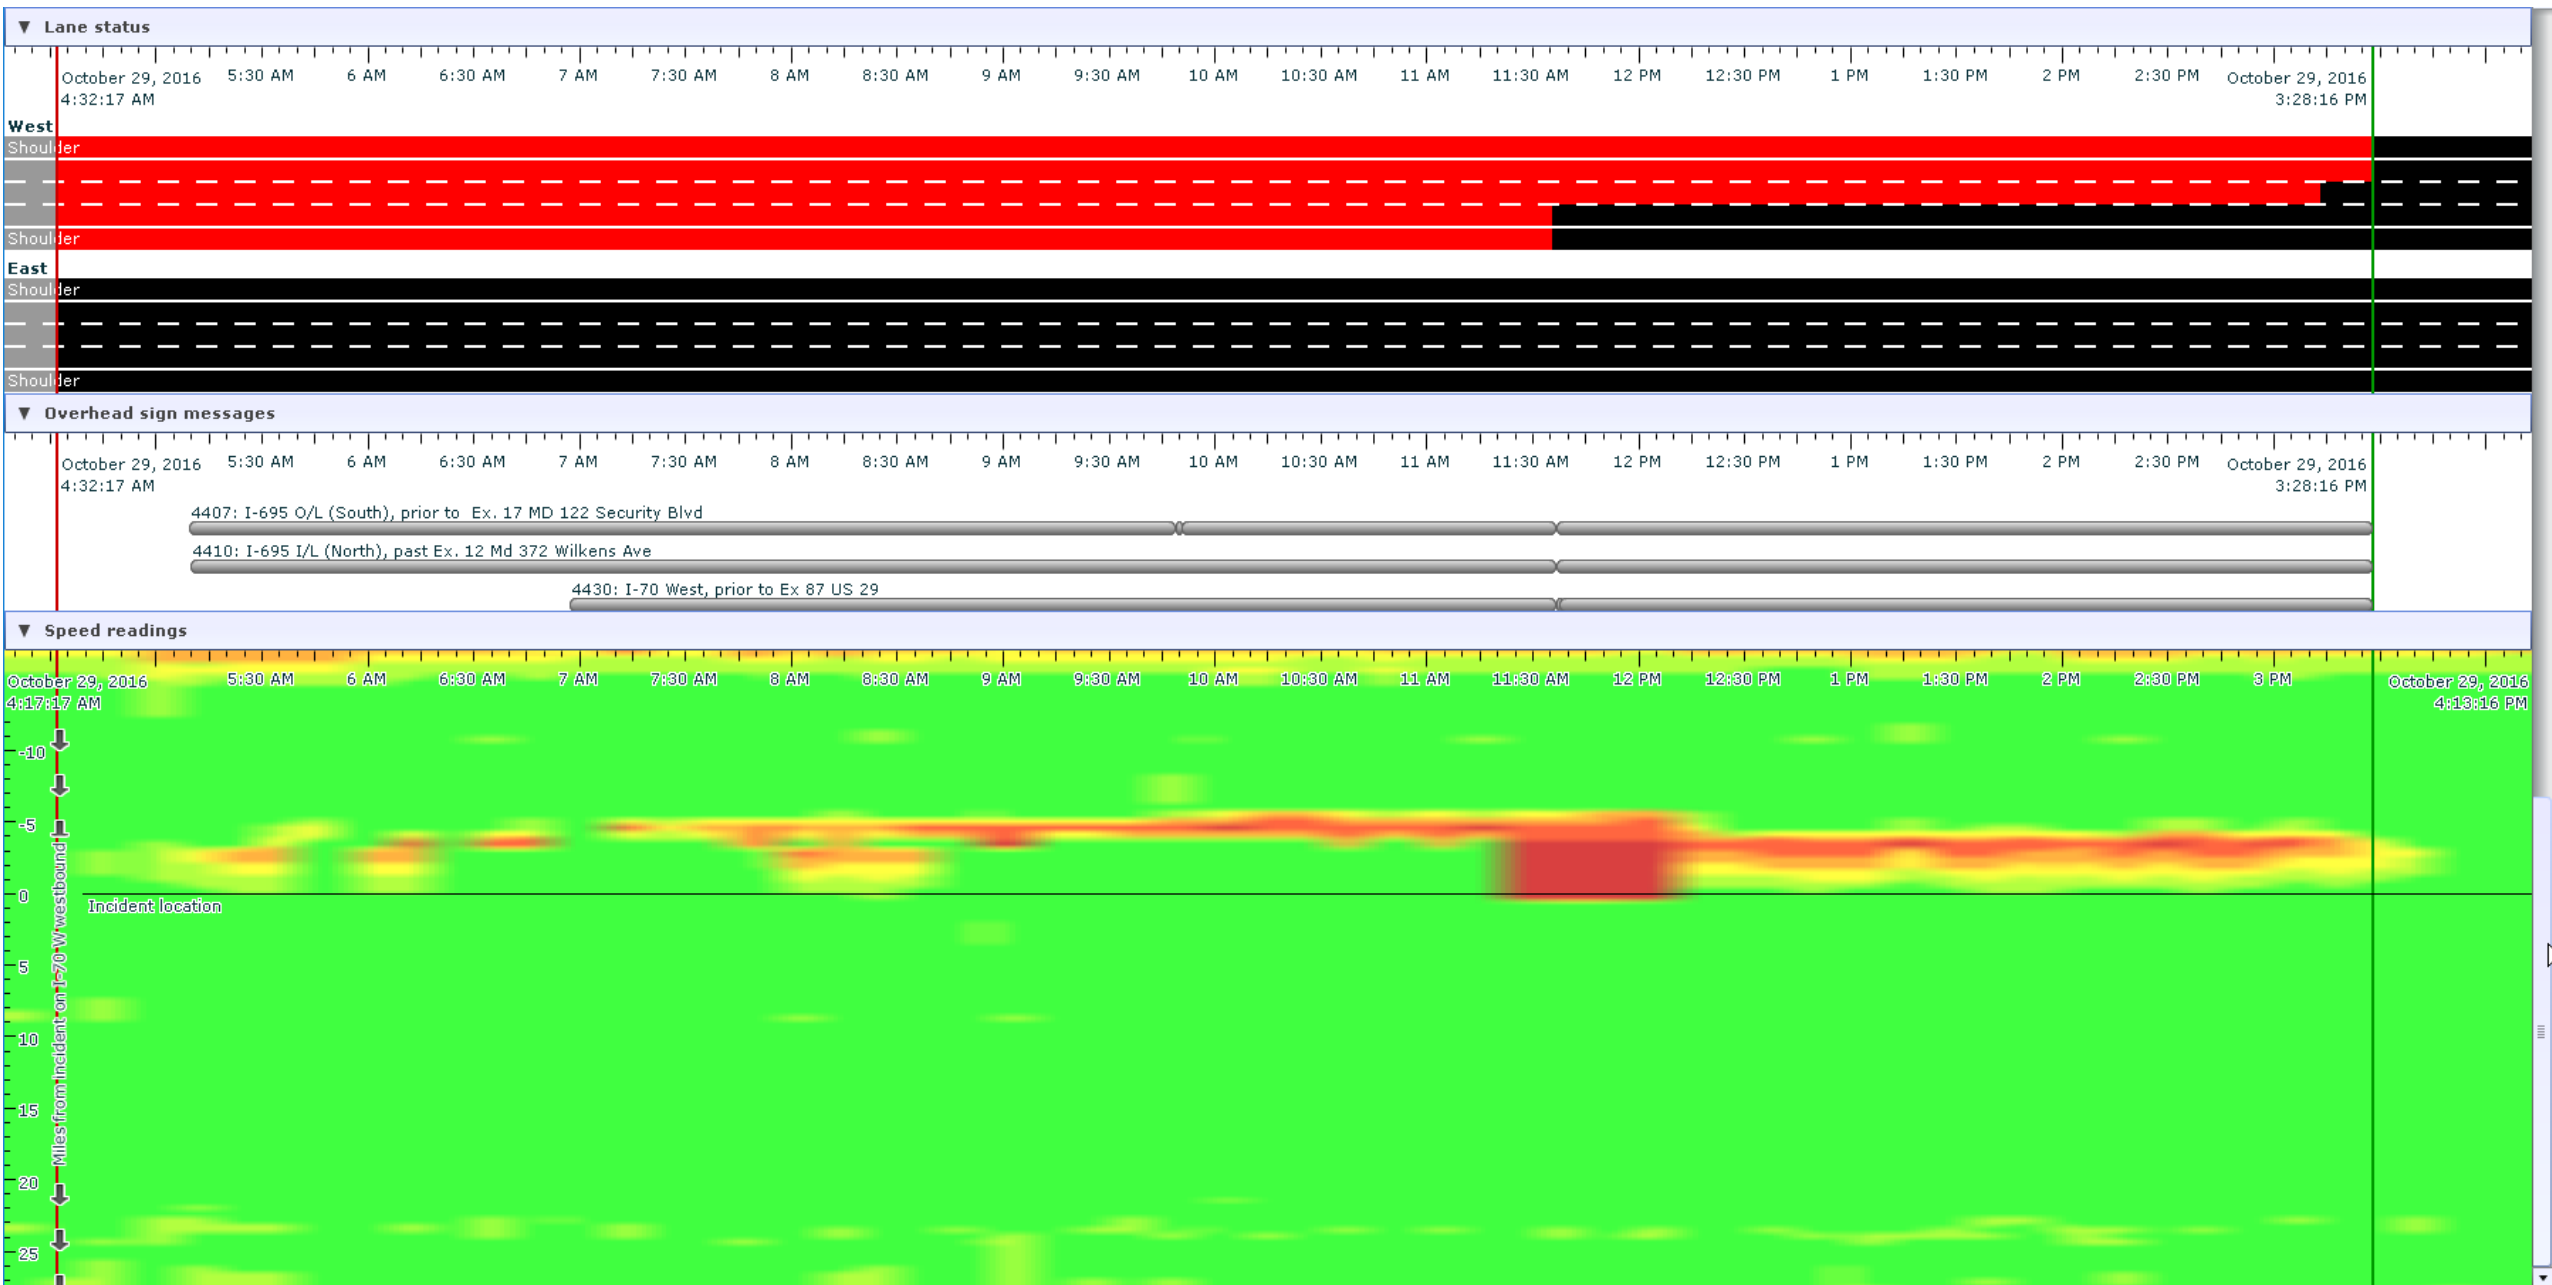 ▼ Lane status
October 29, 2016 5:30 AM 6 AM 6:30 AM 7 AM 7:30 AM 8 AM 8:30 AM 9 AM 9:30 AM 10 AM 10:30 AM 11 AM 11:30 AM 12 PM 12:30 PM 1 PM 1:30 PM 2 PM 2:30 PM October 29, 2016
4:32:17 AM 3:28:16 PM
West
Shoulder
Shoulder
East
Shoulder
Shoulder
▼ Overhead sign messages
October 29, 2016 5:30 AM 6 AM 6:30 AM 7 AM 7:30 AM 8 AM 8:30 AM 9 AM 9:30 AM 10 AM 10:30 AM 11 AM 11:30 AM 12 PM 12:30 PM 1 PM 1:30 PM 2 PM 2:30 PM October 29, 2016
4:32:17 AM 3:28:16 PM
4407: I-695 O/L (South), prior to Ex. 17 MD 122 Security Blvd
4410: I-695 I/L (North), past Ex. 12 Md 372 Wilkens Ave
4430: I-70 West, prior to Ex 87 US 29
▼ Speed readings
October 29, 2016 5:30 AM 6 AM 6:30 AM 7 AM 7:30 AM 8 AM 8:30 AM 9 AM 9:30 AM 10 AM 10:30 AM 11 AM 11:30 AM 12 PM 12:30 PM 1 PM 1:30 PM 2 PM 2:30 PM 3 PM October 29, 2016
4:17:17 AM 4:13:16 PM
-10
-5
0
Incident location
5
10
15
20
25
Miles from incident on I-70 W westbound